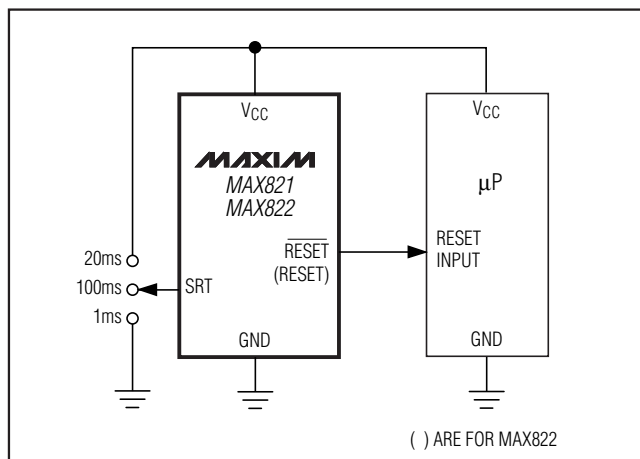 VCC
MAXIM
MAX821
MAX822
RESET
(RESET)
SRT
GND
20ms
100ms
1ms
VCC
μP
RESET
INPUT
GND
( ) ARE FOR MAX822